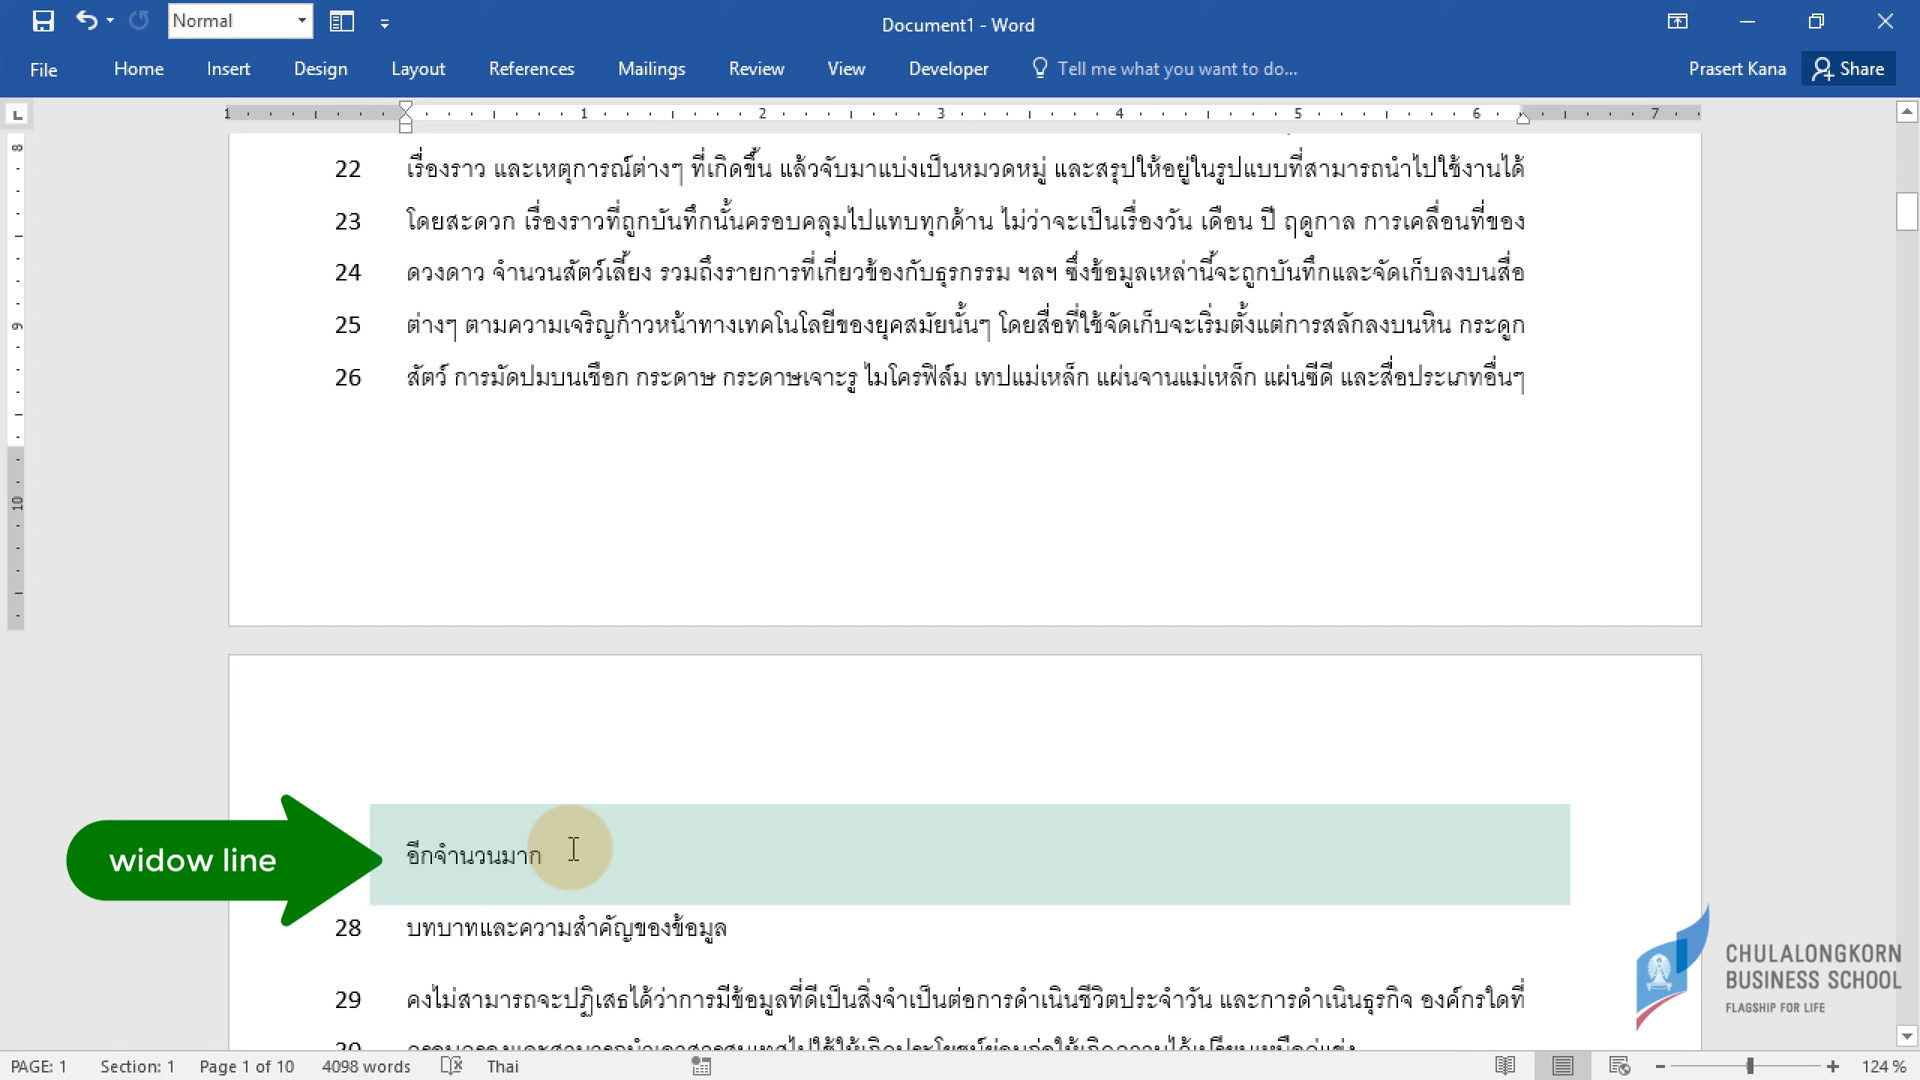 Normal
Document1 - Word
File Home Insert Design Layout References Mailings Review View Developer Tell me what you want to do... Prasert Kana Share
L 1 1 2 3 4 5 6 7
8
9
10
22 เรื่องราว และเหตุการณ์ต่างๆ ที่เกิดขึ้น แล้วจับมาแบ่งเป็นหมวดหมู่ และสรุปให้อยู่ในรูปแบบที่สามารถนำไปใช้งานได้
23 โดยสะดวก เรื่องราวที่ถูกบันทึกนั้นครอบคลุมไปแทบทุกด้าน ไม่ว่าจะเป็นเรื่องวัน เดือน ปี ฤดูกาล การเคลื่อนที่ของ
24 ดวงดาว จำนวนสัตว์เลี้ยง รวมถึงรายการที่เกี่ยวข้องกับธุรกรรม ฯลฯ ซึ่งข้อมูลเหล่านี้จะถูกบันทึกและจัดเก็บลงบนสื่อ
25 ต่างๆ ตามความเจริญก้าวหน้าทางเทคโนโลยีของยุคสมัยนั้นๆ โดยสื่อที่ใช้จัดเก็บจะเริ่มตั้งแต่การสลักลงบนหิน กระดูก
26 สัตว์ การมัดปมบนเชือก กระดาษ กระดาษเจาะรู ไมโครฟิล์ม เทปแม่เหล็ก แผ่นจานแม่เหล็ก แผ่นซีดี และสื่อประเภทอื่นๆ
widow line
อีกจำนวนมาก
28 บทบาทและความสำคัญของข้อมูล
29 คงไม่สามารถจะปฏิเสธได้ว่าการมีข้อมูลที่ดีเป็นสิ่งจำเป็นต่อการดำเนินชีวิตประจำวัน และการดำเนินธุรกิจ องค์กรใดที่
CHULALONGKORN
BUSINESS SCHOOL
FLAGSHIP FOR LIFE
PAGE: 1 Section: 1 Page 1 of 10 4098 words Thai 124 %